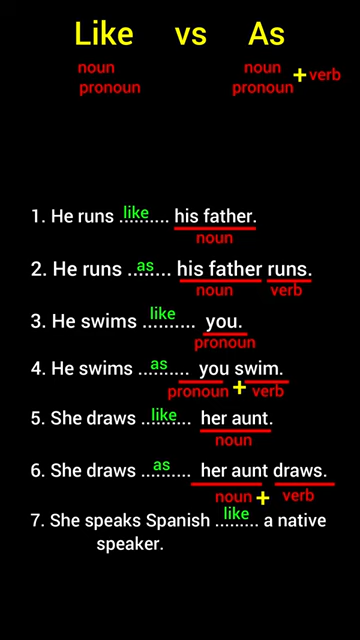 Like vs As
noun noun
pronoun pronoun + verb
1. He runs ...like... his father.
noun
2. He runs ...as... his father runs.
noun verb
3. He swims ...like... you.
pronoun
4. He swims ...as... you swim.
pronoun + verb
5. She draws ...like... her aunt.
noun
6. She draws ...as... her aunt draws.
noun + verb
7. She speaks Spanish ...like... a native
speaker.